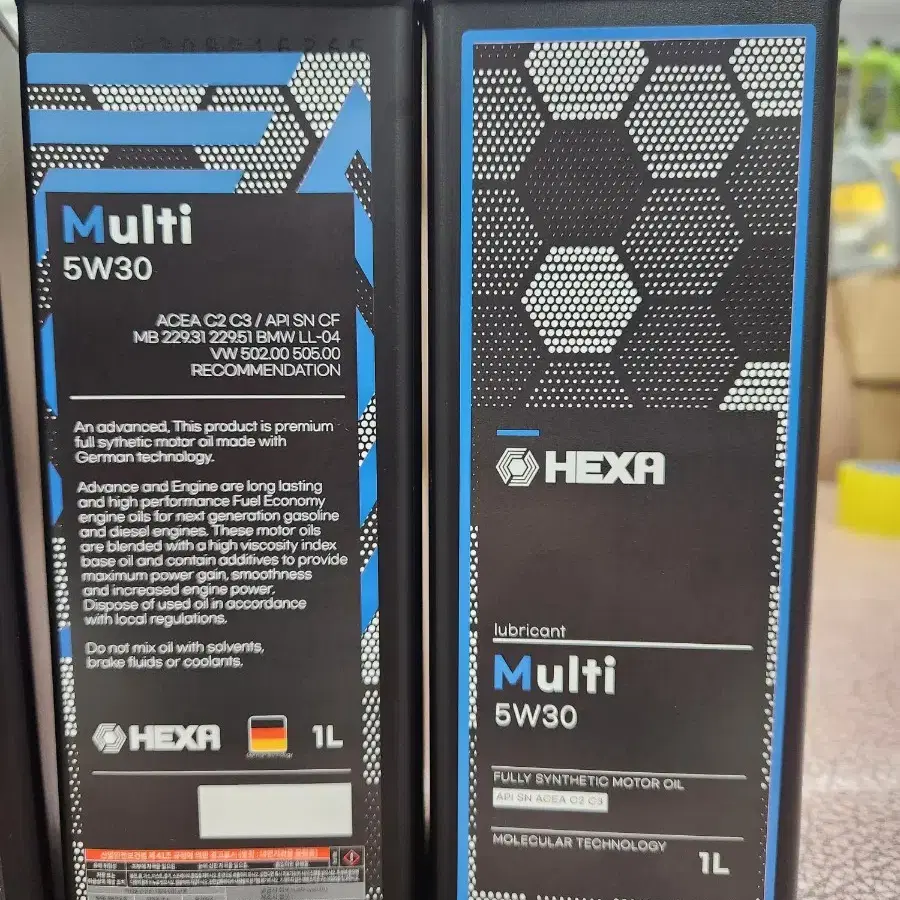 Multi
5W30
ACEA C2 C3 / API SN CF
MB 229.31 229.51 BMW LL-04
VW 502.00 505.00
RECOMMENDATION
An advanced, This product is premium
full sythetic motor oil made with
German technology.
Advance and Engine are long lasting
and high performance Fuel Economy
engine oils for next generation gasoline
and diesel engines. These motor oils
are blended with a high viscosity index
base oil and contain additives to provide
maximum power gain, smoothness
and increased engine power.
Dispose of used oil in accordance
with local regulations.
Do not mix oil with solvents,
brake fluids or coolants.
HEXA
1L
HEXA
lubricant
Multi
5W30
FULLY SYNTHETIC MOTOR OIL
API SN ACEA C2 C3
MOLECULAR TECHNOLOGY
1L